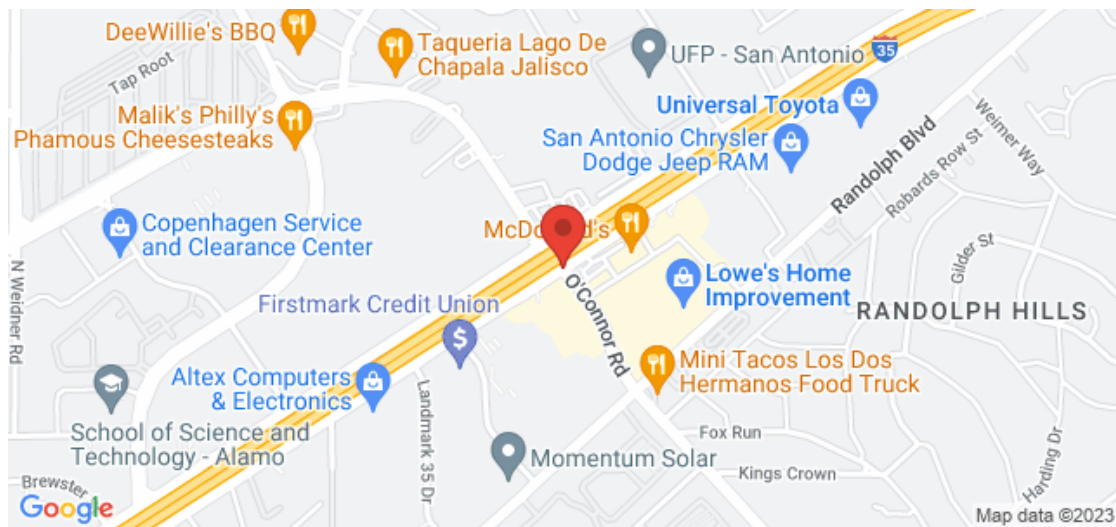 DeeWillie's BBQ
Tap Root
Taqueria Lago De
Chapala Jalisco
UFP - San Antonio
35
Malik's Philly's
Phamous Cheesesteaks
Universal Toyota
San Antonio Chrysler
Dodge Jeep RAM
Randolph Blvd
Weimer Way
Robards Row St
Copenhagen Service
and Clearance Center
McDonald's
Gilder St
N Weidner Rd
Firstmark Credit Union
O'Connor Rd
Lowe's Home
Improvement
RANDOLPH HILLS
Altex Computers
& Electronics
Mini Tacos Los Dos
Hermanos Food Truck
Landmark 35 Dr
School of Science and
Technology - Alamo
Fox Run
Momentum Solar
Kings Crown
Harding Dr
Brewster
Google
Map data ©2023